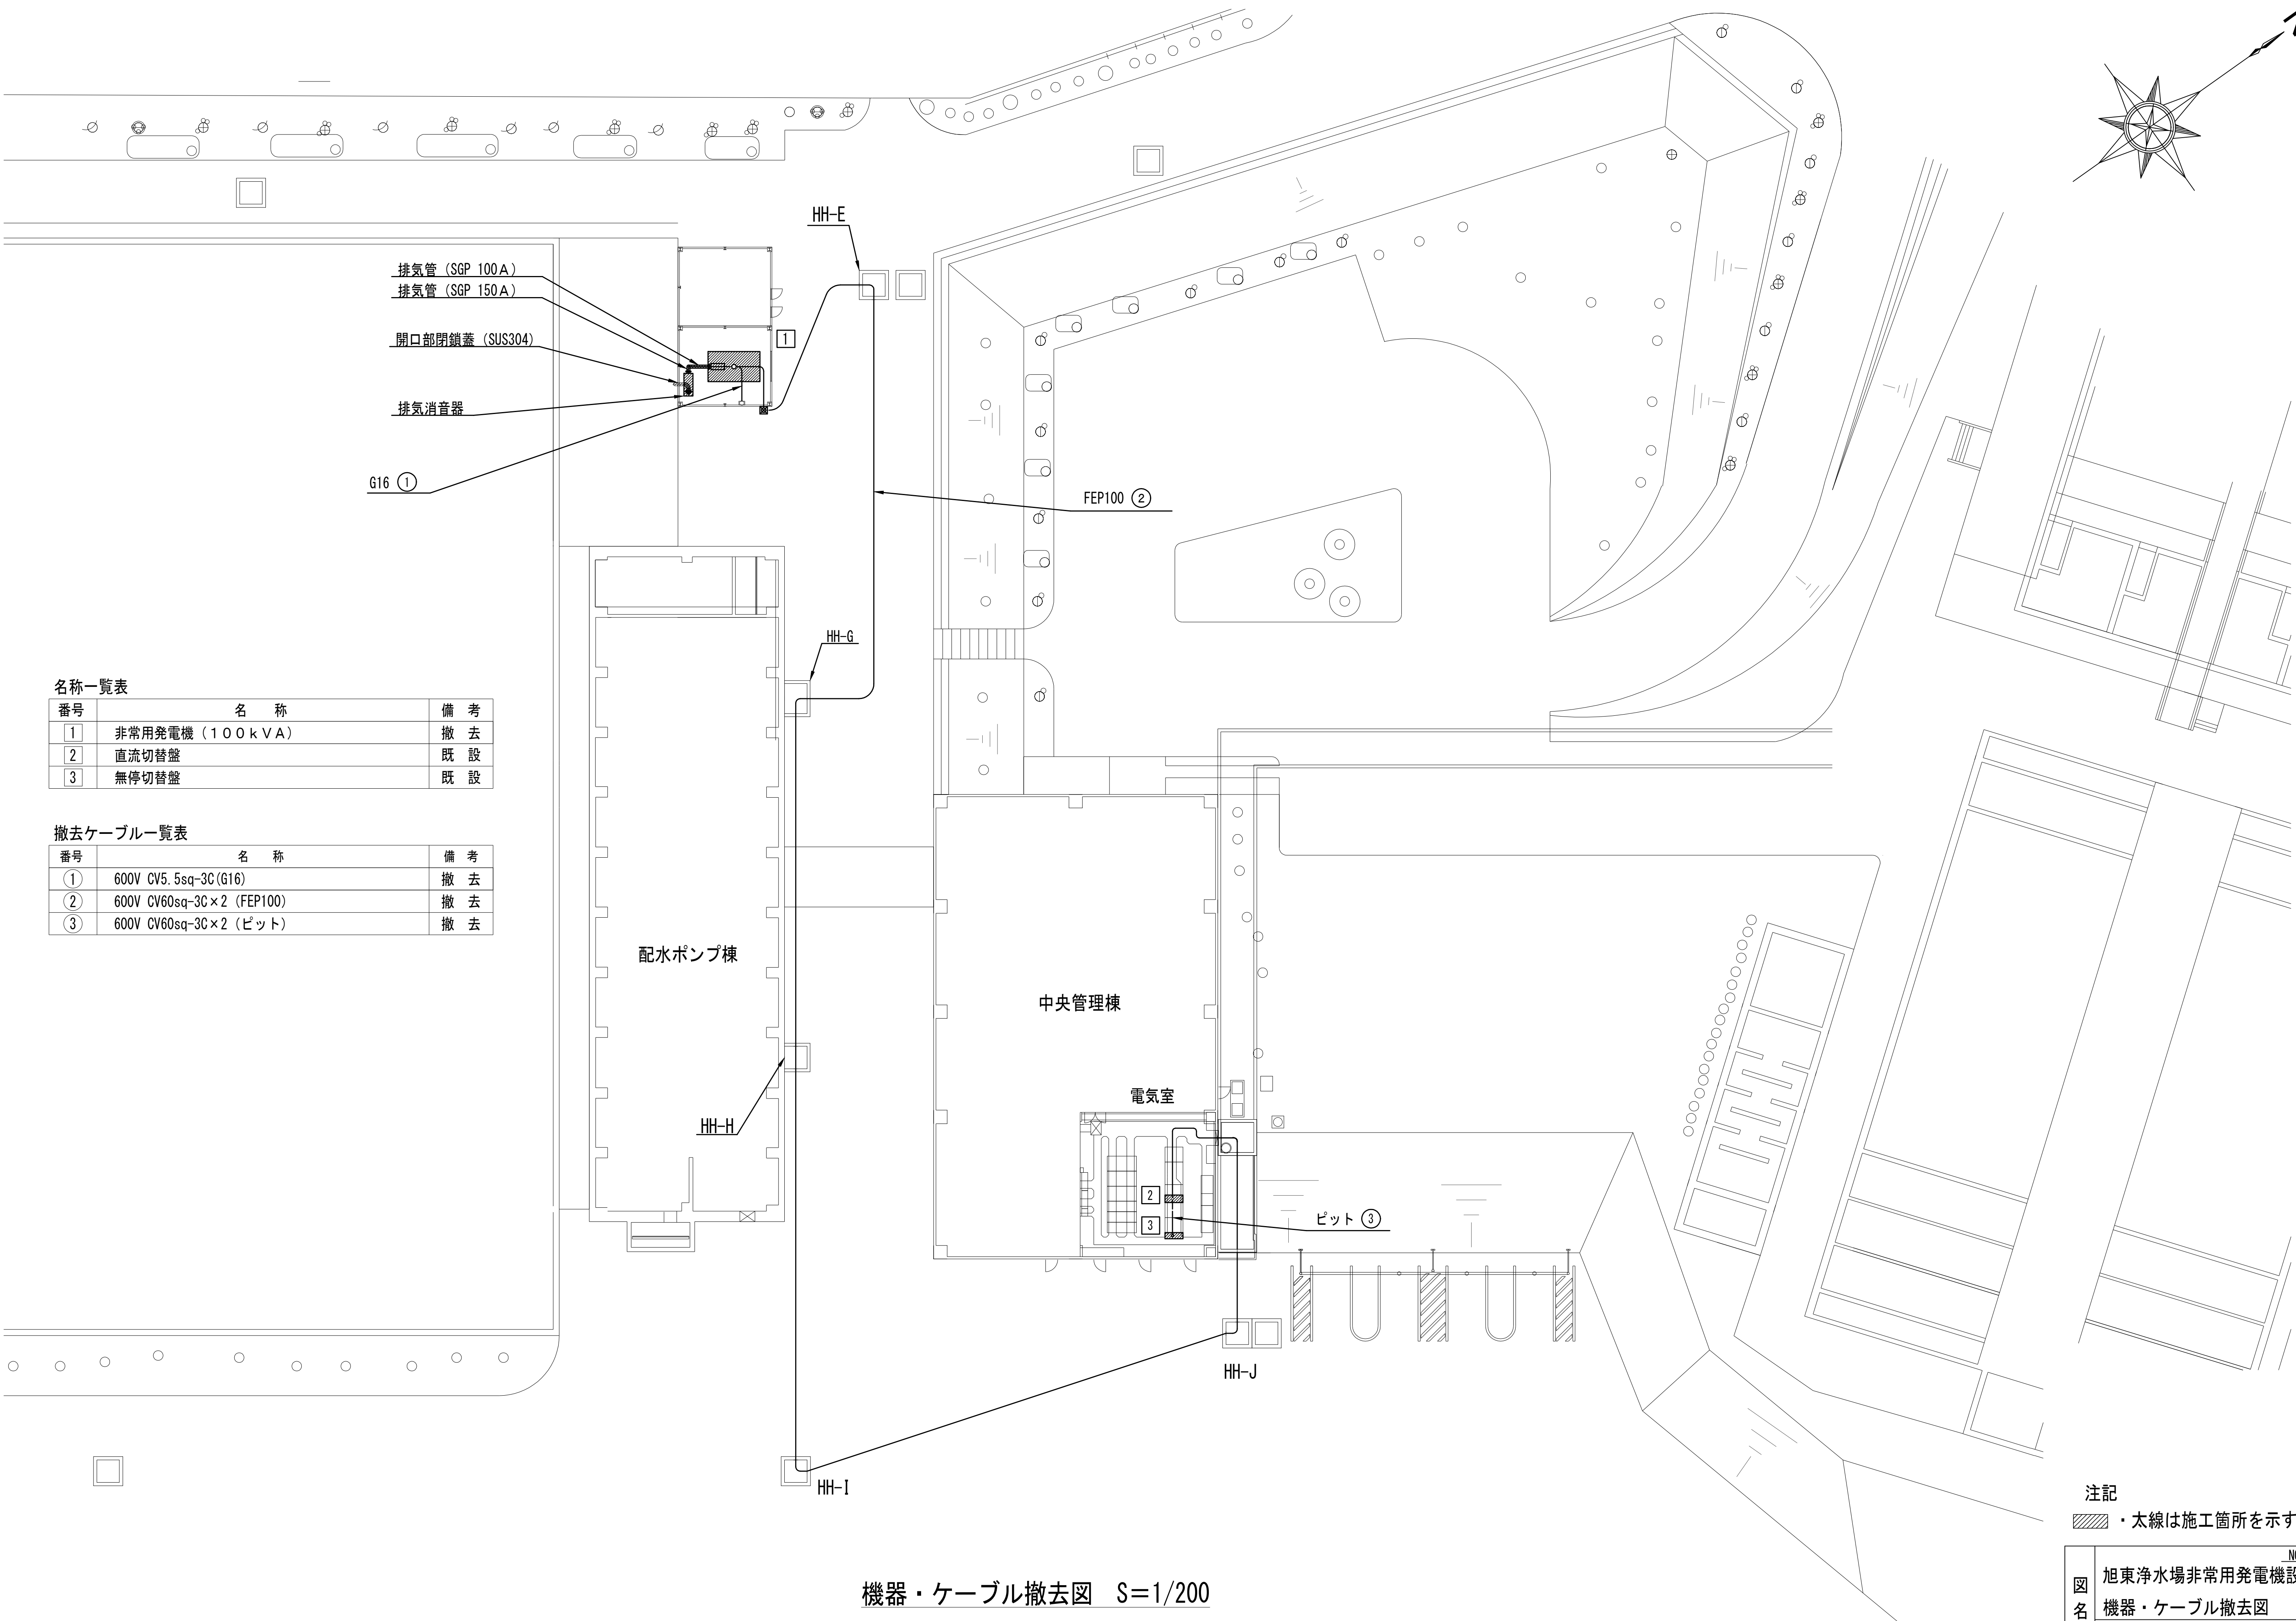 HH-E
排気管 (SGP 100A)
排気管 (SGP 150A)
1
開口部閉鎖蓋 (SUS304)
排気消音器
G16 ①
FEP100 ②
HH-G
名称一覧表
番号 名 称 備 考
1 非常用発電機(100kVA) 撤 去
2 直流切替盤 既 設
3 無停切替盤 既 設
撤去ケーブル一覧表
番号 名 称 備 考
① 600V CV5.5sq-3C(G16) 撤 去
② 600V CV60sq-3C×2 (FEP100) 撤 去
③ 600V CV60sq-3C×2 (ピット) 撤 去
配水ポンプ棟
中央管理棟
電気室
HH-H
2
3
ピット ③
HH-J
HH-I
注記
・太線は施工箇所を示す
機器・ケーブル撤去図 S=1/200
図名
旭東浄水場非常用発電機設
機器・ケーブル撤去図